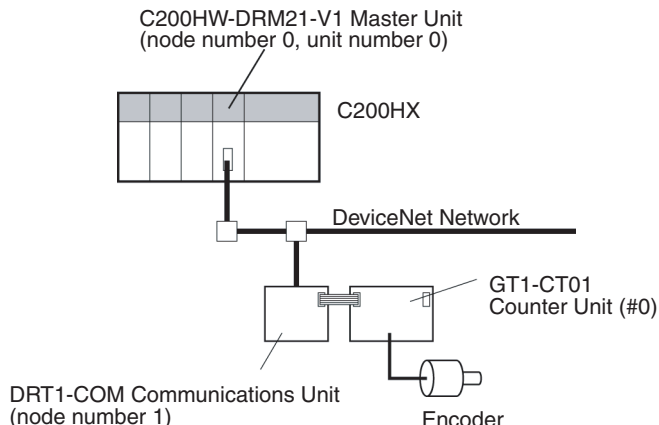 C200HW-DRM21-V1 Master Unit
(node number 0, unit number 0)
C200HX
DeviceNet Network
GT1-CT01
Counter Unit (#0)
DRT1-COM Communications Unit
(node number 1)
Encoder